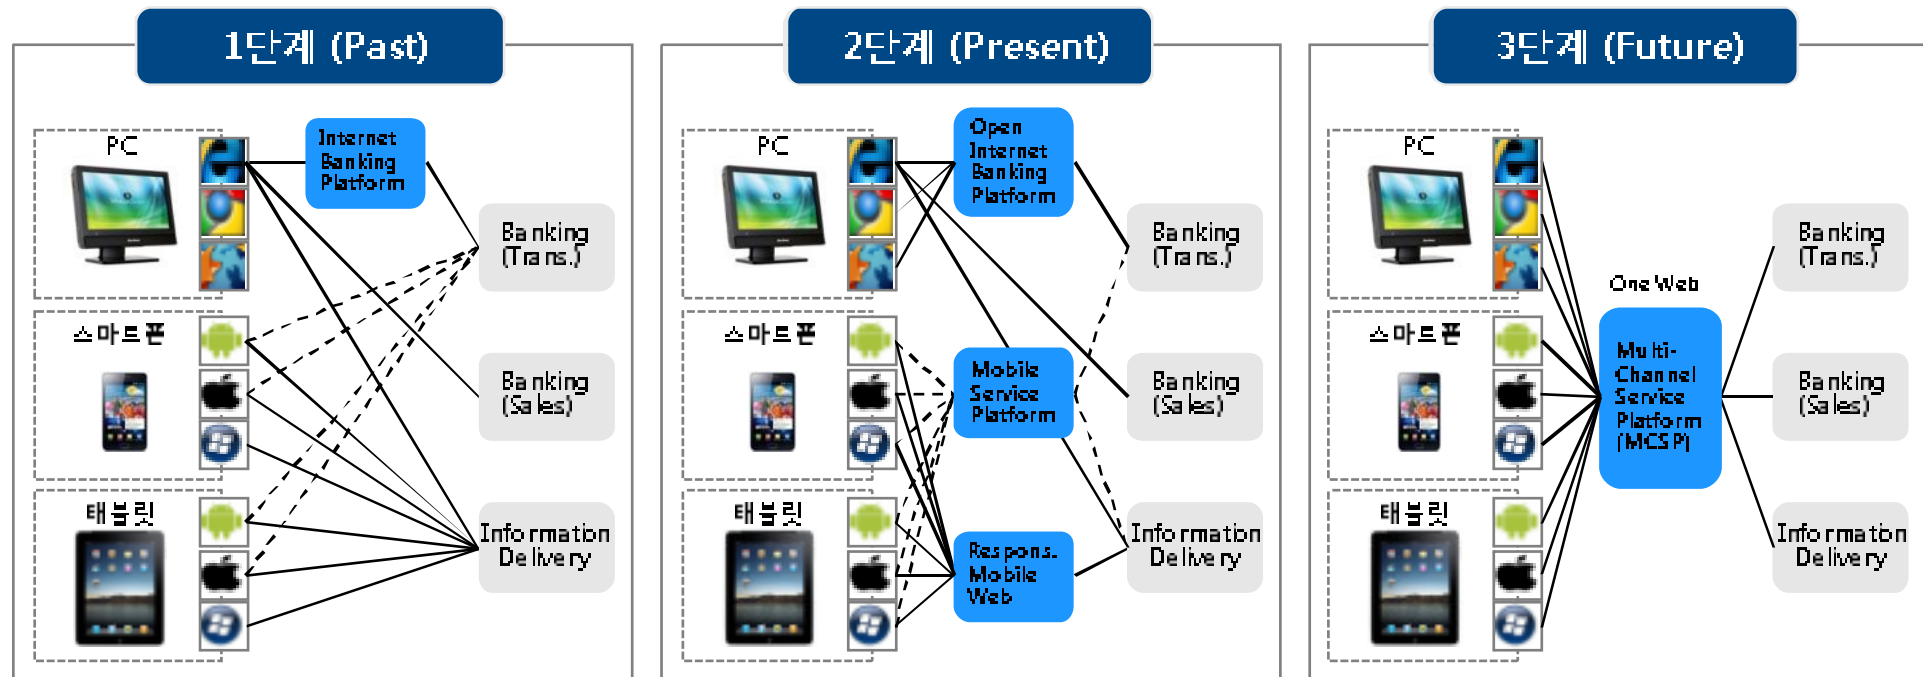 1단계 (Past)
PC
Internet
Banking
Platform
Banking
(Trans.)
스마트폰
Banking
(Sales)
태블릿
Information
Delivery
2단계 (Present)
PC
Open
Internet
Banking
Platform
Banking
(Trans.)
스마트폰
Mobile
Service
Platform
Banking
(Sales)
태블릿
Respons.
Mobile
Web
Information
Delivery
3단계 (Future)
PC
Banking
(Trans.)
One Web
스마트폰
Multi-
Channel
Service
Platform
(MCSP)
Banking
(Sales)
태블릿
Information
Delivery